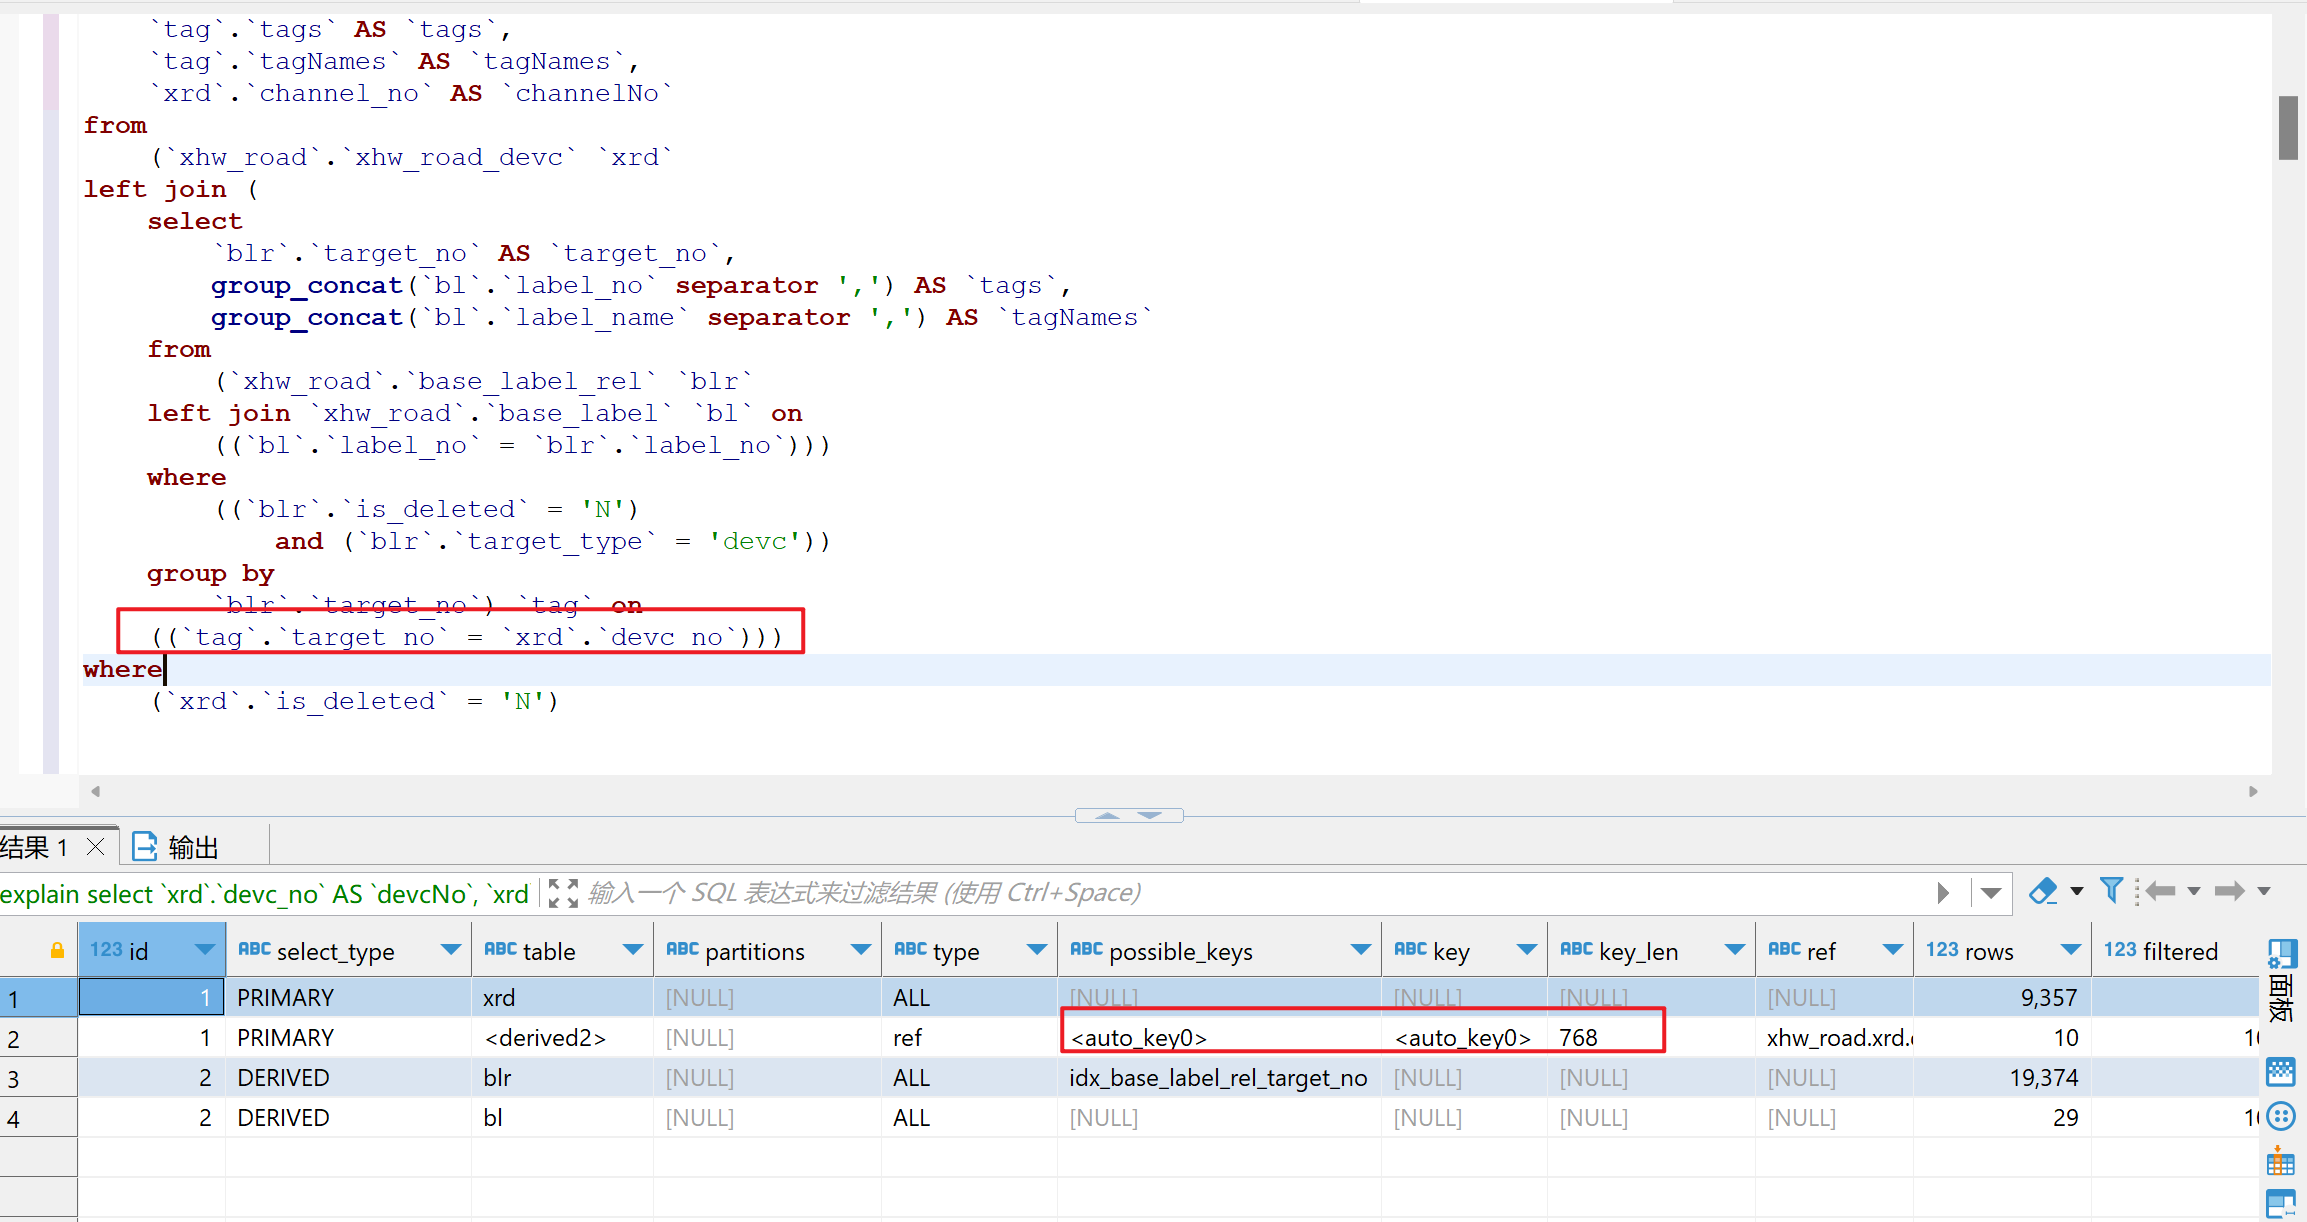 `tag`.`tags` AS `tags`,
`tag`.`tagNames` AS `tagNames`,
`xrd`.`channel_no` AS `channelNo`
from
(`xhw_road`.`xhw_road_devc` `xrd`
left join (
select
`blr`.`target_no` AS `target_no`,
group_concat(`bl`.`label_no` separator ',') AS `tags`,
group_concat(`bl`.`label_name` separator ',') AS `tagNames`
from
(`xhw_road`.`base_label_rel` `blr`
left join `xhw_road`.`base_label` `bl` on
((`bl`.`label_no` = `blr`.`label_no`)))
where
((`blr`.`is_deleted` = 'N')
and (`blr`.`target_type` = 'devc'))
group by
`blr`.`target_no`) `tag` on
((`tag`.`target_no` = `xrd`.`devc_no`)))
where
(`xrd`.`is_deleted` = 'N')
结果 1 输出
explain select `xrd`.`devc_no` AS `devcNo`, `xrd 输入一个 SQL 表达式来过滤结果 (使用 Ctrl+Space)
123 id ABC select_type ABC table ABC partitions ABC type ABC possible_keys ABC key ABC key_len ABC ref 123 rows 123 filtered
1 1 PRIMARY xrd [NULL] ALL [NULL] [NULL] [NULL] [NULL] 9,357
2 1 PRIMARY <derived2> [NULL] ref <auto_key0> <auto_key0> 768 xhw_road.xrd. 10 10
3 2 DERIVED blr [NULL] ALL idx_base_label_rel_target_no [NULL] [NULL] [NULL] 19,374
4 2 DERIVED bl [NULL] ALL [NULL] [NULL] [NULL] [NULL] 29 10
面板